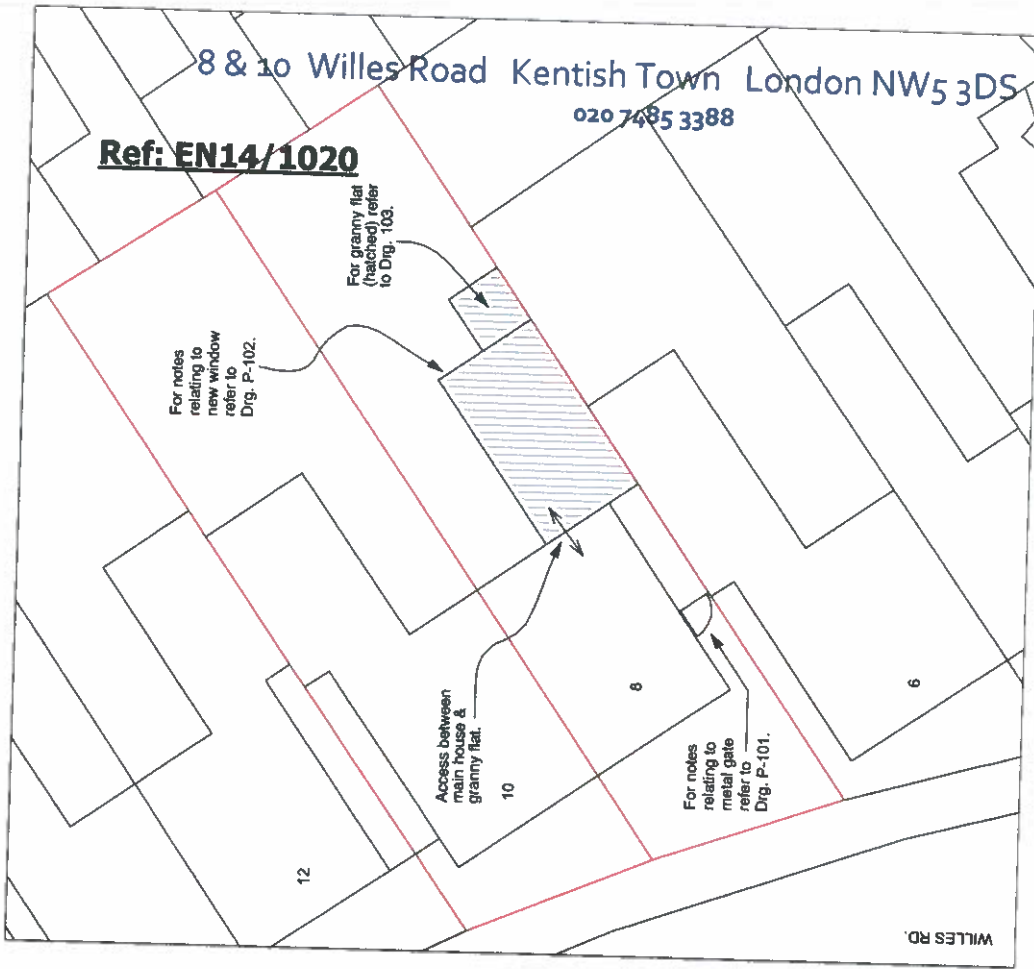 8 & 10 Willes Road Kentish Town London NW5 3DS
020 7485 3388
Ref: EN14/1020
For granny flat
(hatched) refer
to Drg. 103.
For notes
relating to
new window
refer to
Drg. P-102.
Access between
main house &
granny flat.
10
8
For notes
relating to
metal gate
refer to
Drg. P-101.
6
12
WILLES RD.